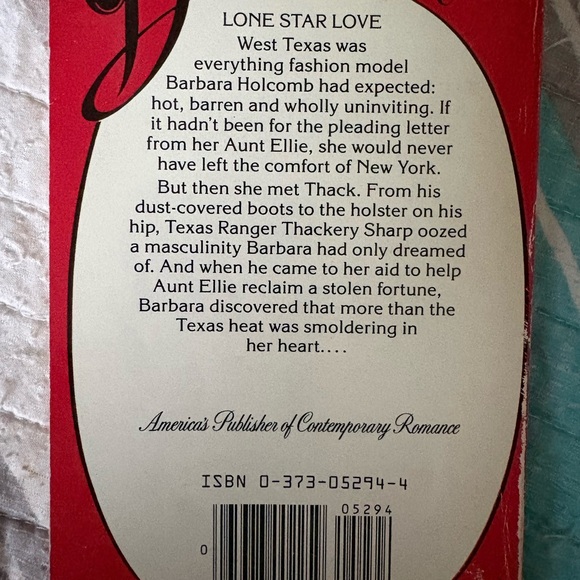 LONE STAR LOVE
West Texas was
everything fashion model
Barbara Holcomb had expected:
hot, barren and wholly uninviting. If
it hadn't been for the pleading letter
from her Aunt Ellie, she would never
have left the comfort of New York.
But then she met Thack. From his
dust-covered boots to the holster on his
hip, Texas Ranger Thackery Sharp oozed
a masculinity Barbara had only dreamed
of. And when he came to her aid to help
Aunt Ellie reclaim a stolen fortune,
Barbara discovered that more than the
Texas heat was smoldering in
her heart....
America's Publisher of Contemporary Romance
ISBN 0-373-05294-4
05294
0